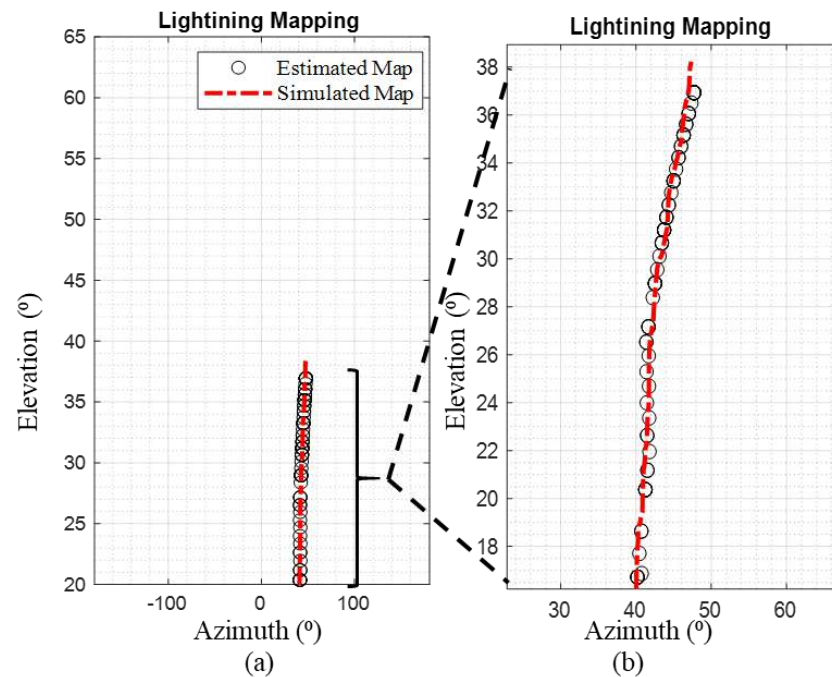 Lightining Mapping
65
60
55
50
45
40
35
30
25
20
Elevation (º)
Estimated Map
Simulated Map
-100 0 100
Azimuth (º)
(a)
Lightining Mapping
38
36
34
32
30
28
26
24
22
20
18
Elevation (º)
30 40 50 60
Azimuth (º)
(b)